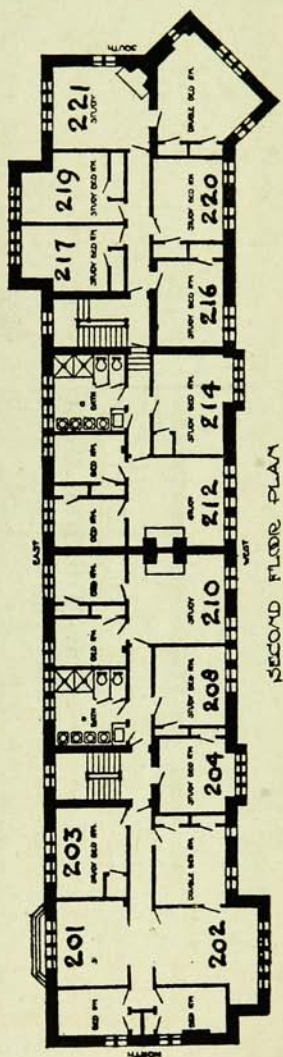 SOUTH
221
STUDY
DOUBLE BED RM.
219
STUDY BED RM.
217
STUDY BED RM.
220
STUDY BED RM.
216
STUDY BED RM.
BATH
214
STUDY BED RM.
BED RM.
BED RM.
212
STUDY
EAST
WEST
BED RM.
BED RM.
210
STUDY
BATH
208
STUDY BED RM.
204
STUDY BED RM.
203
STUDY BED RM.
DOUBLE BED RM.
201
S
202
BED RM.
BED RM.
NORTH
SECOND FLOOR PLAN